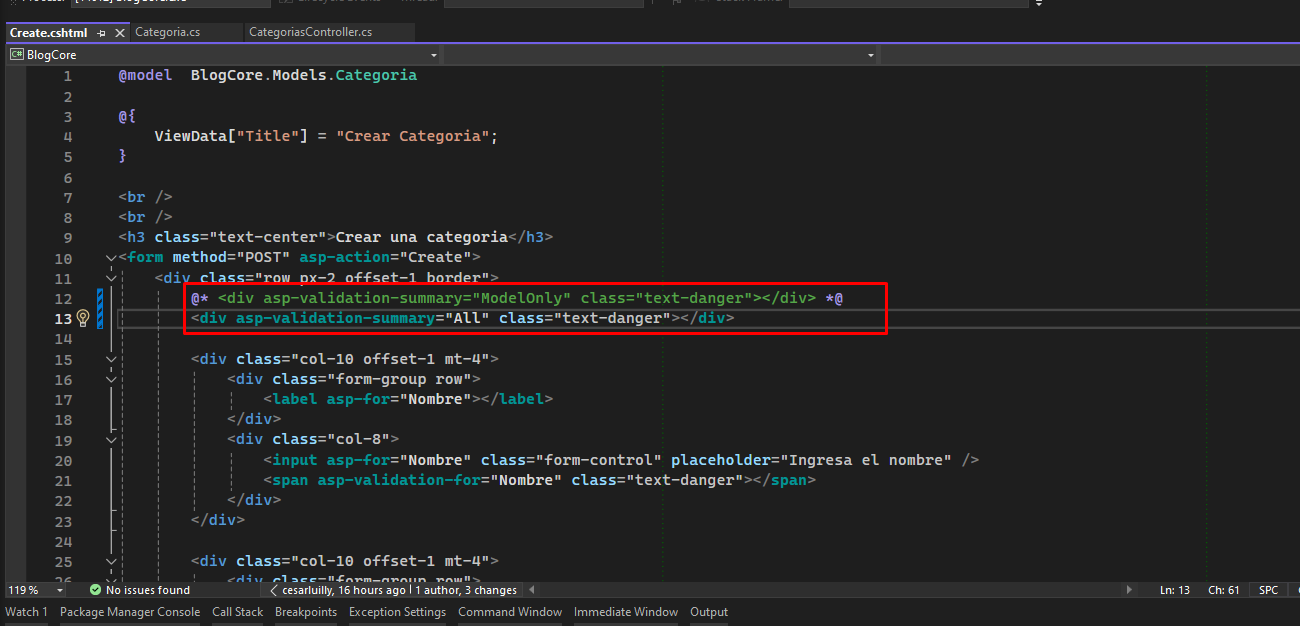 Create.cshtml Categoria.cs CategoriasController.cs
C# BlogCore
1 @model  BlogCore.Models.Categoria
2
3 @{
4     ViewData["Title"] = "Crear Categoria";
5 }
6
7 <br />
8 <br />
9 <h3 class="text-center">Crear una categoria</h3>
10 <form method="POST" asp-action="Create">
11     <div class="row px-2 offset-1 border">
12         @* <div asp-validation-summary="ModelOnly" class="text-danger"></div> *@
13         <div asp-validation-summary="All" class="text-danger"></div>
14
15         <div class="col-10 offset-1 mt-4">
16             <div class="form-group row">
17                 <label asp-for="Nombre"></label>
18             </div>
19             <div class="col-8">
20                 <input asp-for="Nombre" class="form-control" placeholder="Ingresa el nombre" />
21                 <span asp-validation-for="Nombre" class="text-danger"></span>
22             </div>
23         </div>
24
25         <div class="col-10 offset-1 mt-4">
26             <div class="form-group row">
119 % No issues found cesarluilly, 16 hours ago | 1 author, 3 changes Ln: 13 Ch: 61 SPC
Watch 1 Package Manager Console Call Stack Breakpoints Exception Settings Command Window Immediate Window Output